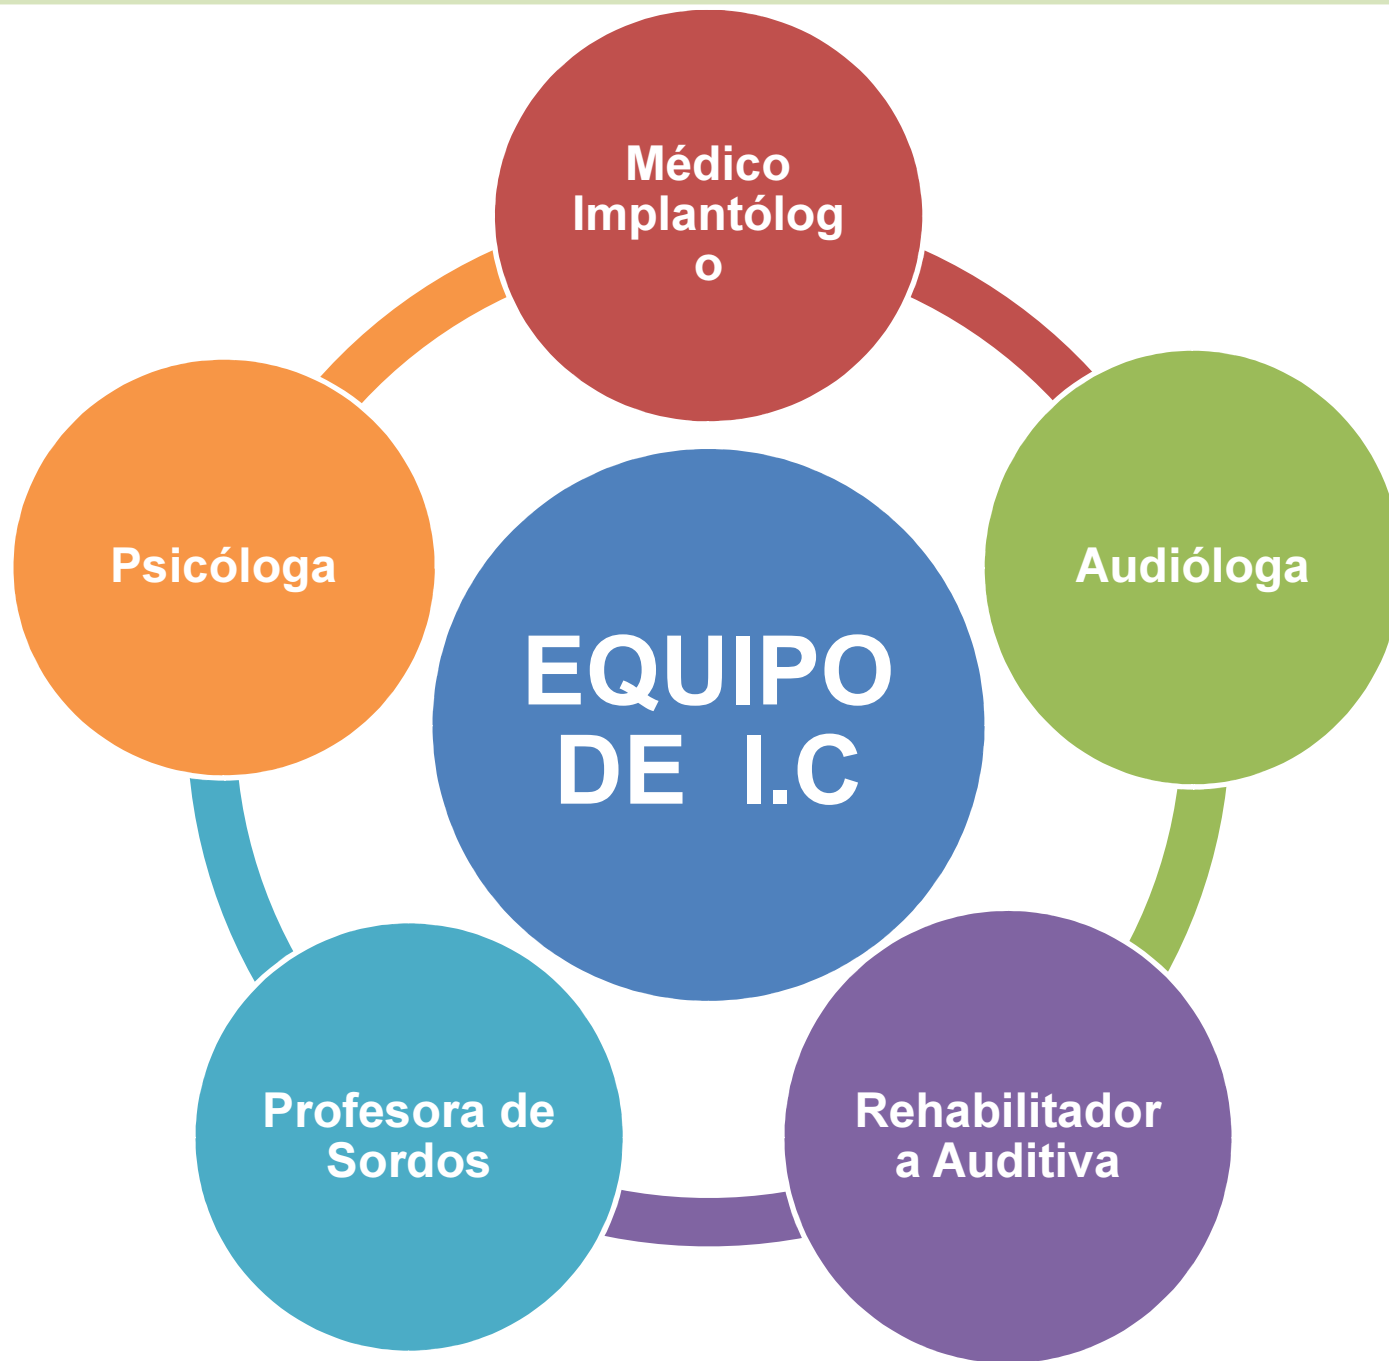 Médico
Implantólog
o
Psicóloga
Audióloga
EQUIPO
DE I.C
Profesora de
Sordos
Rehabilitador
a Auditiva